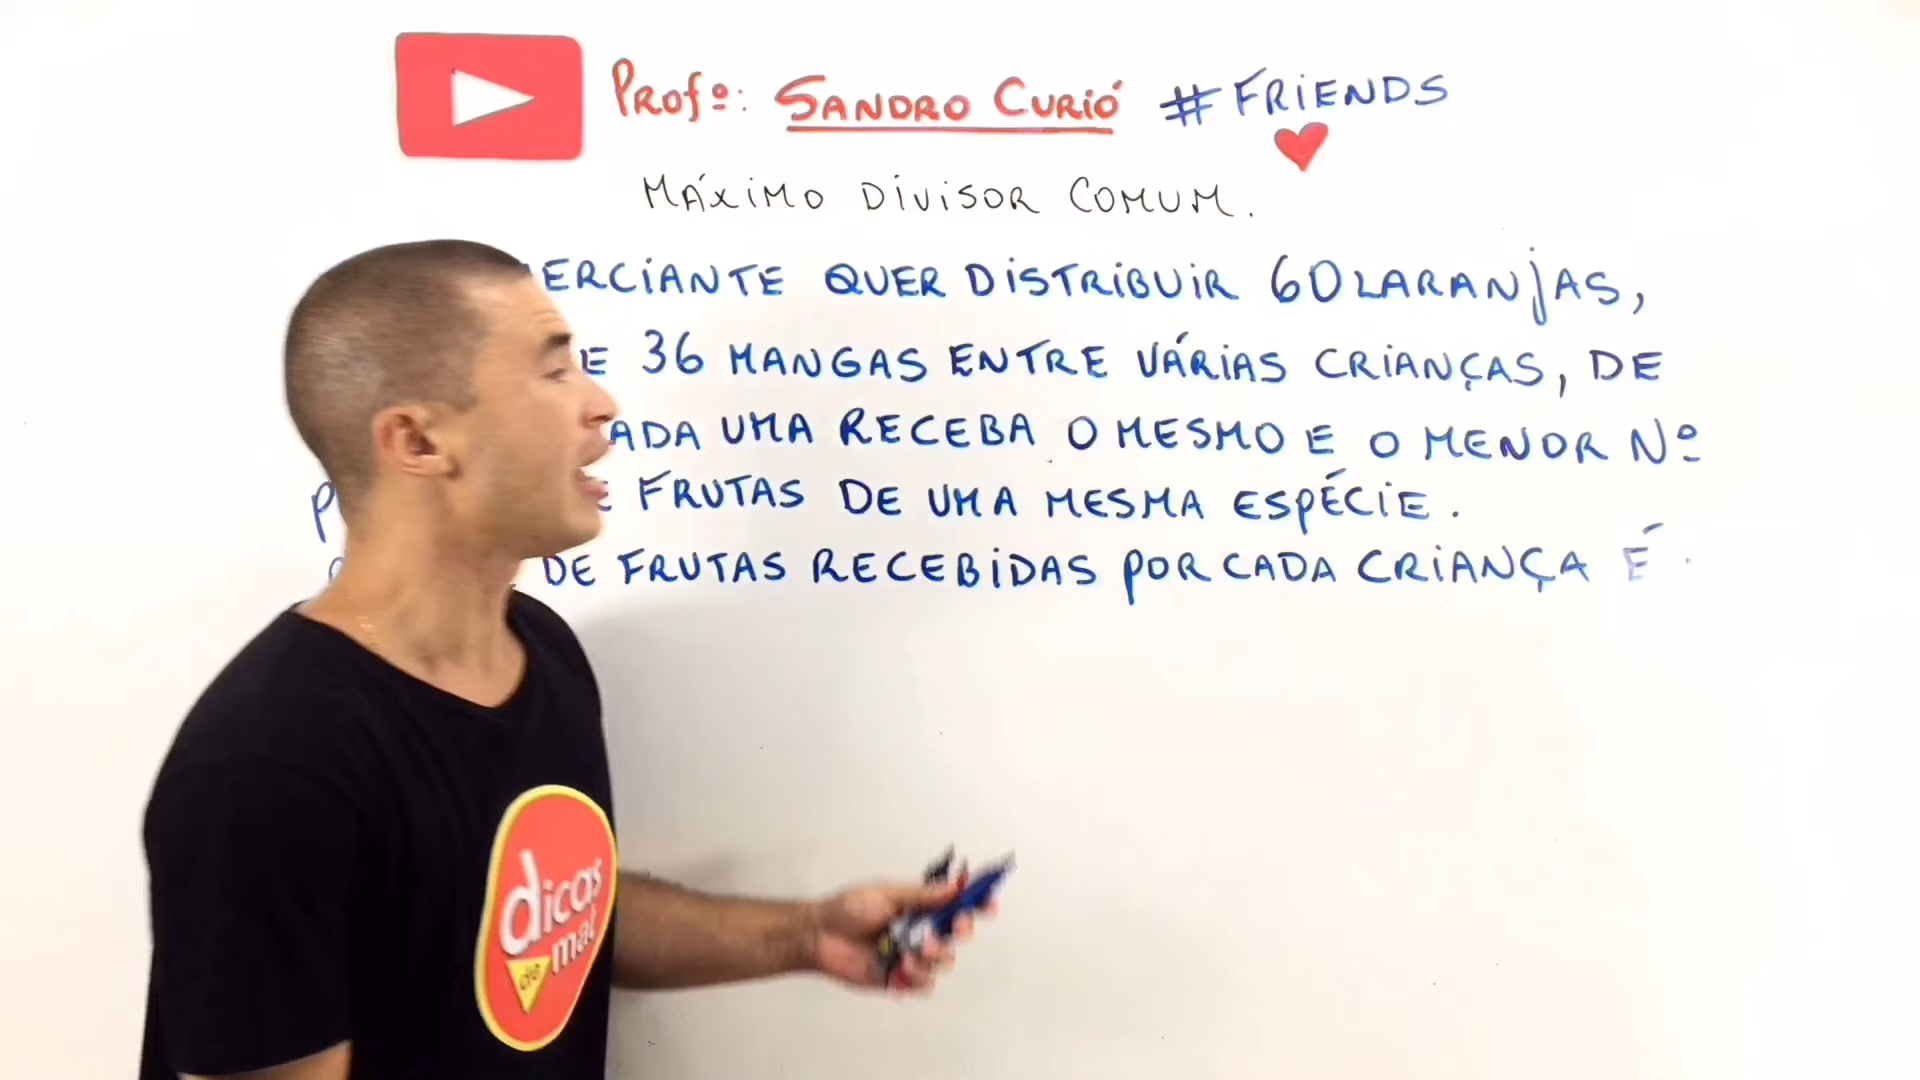 Profº: SANDRO CURIÓ #FRIENDS
MÁXIMO DIVISOR COMUM.
ERCIANTE QUER DISTRIBUIR 60 LARANJAS,
E 36 MANGAS ENTRE VÁRIAS CRIANÇAS, DE
ADA UMA RECEBA O MESMO E O MENOR Nº
P E FRUTAS DE UMA MESMA ESPÉCIE.
DE FRUTAS RECEBIDAS POR CADA CRIANÇA É.
dicas
de mat